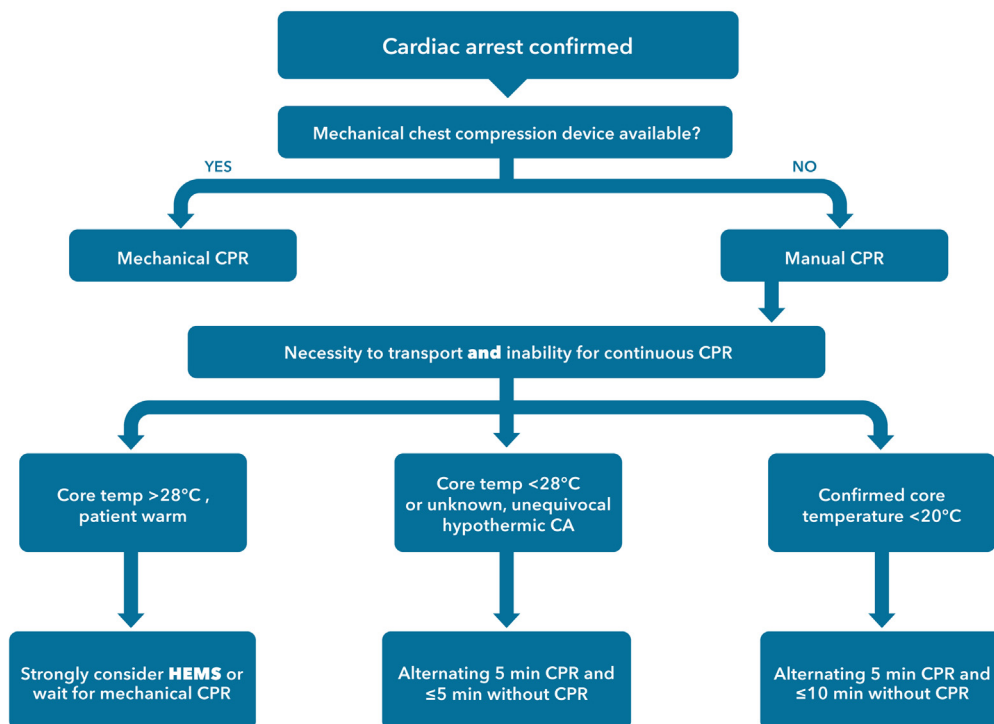 Cardiac arrest confirmed
Mechanical chest compression device available?
YES
NO
Mechanical CPR
Manual CPR
Necessity to transport and inability for continuous CPR
Core temp >28°C ,
patient warm
Core temp <28°C
or unknown, unequivocal
hypothermic CA
Confirmed core
temperature <20°C
Strongly consider HEMS or
wait for mechanical CPR
Alternating 5 min CPR and
≤5 min without CPR
Alternating 5 min CPR and
≤10 min without CPR